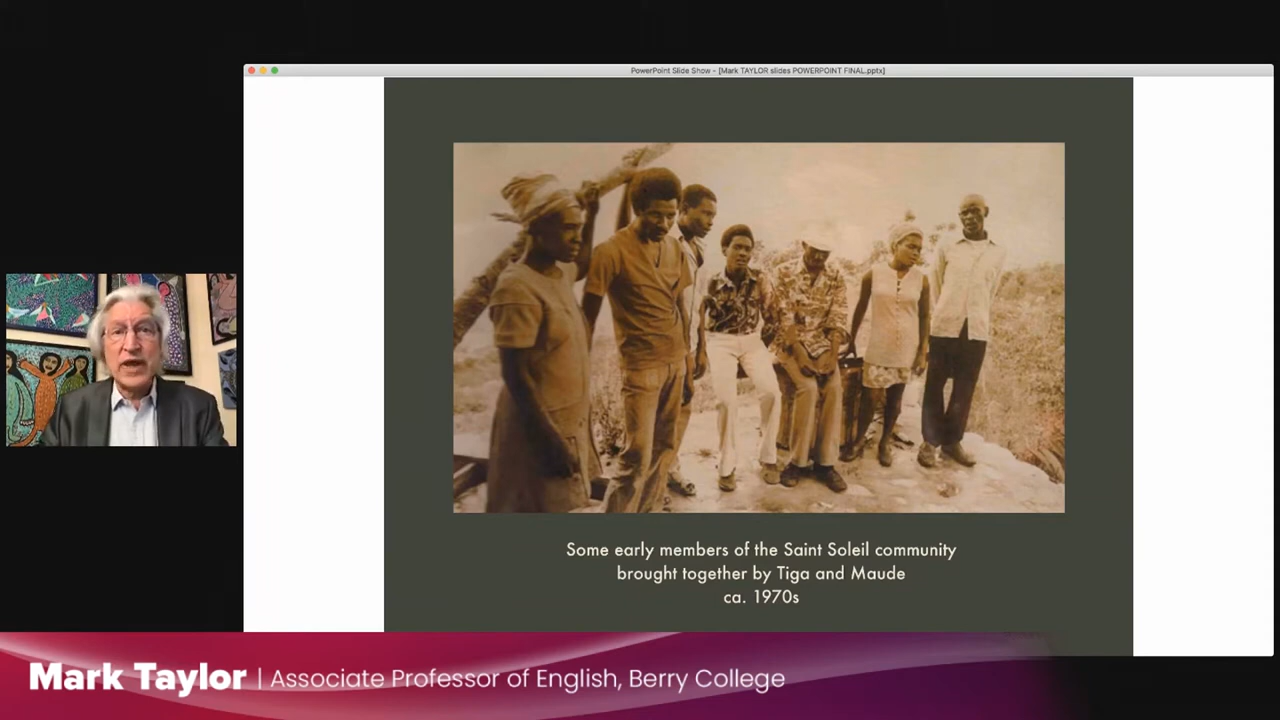 PowerPoint Slide Show - [Mark TAYLOR slides POWERPOINT FINAL.pptx]
Some early members of the Saint Soleil community
brought together by Tiga and Maude
ca. 1970s
Mark Taylor | Associate Professor of English, Berry College